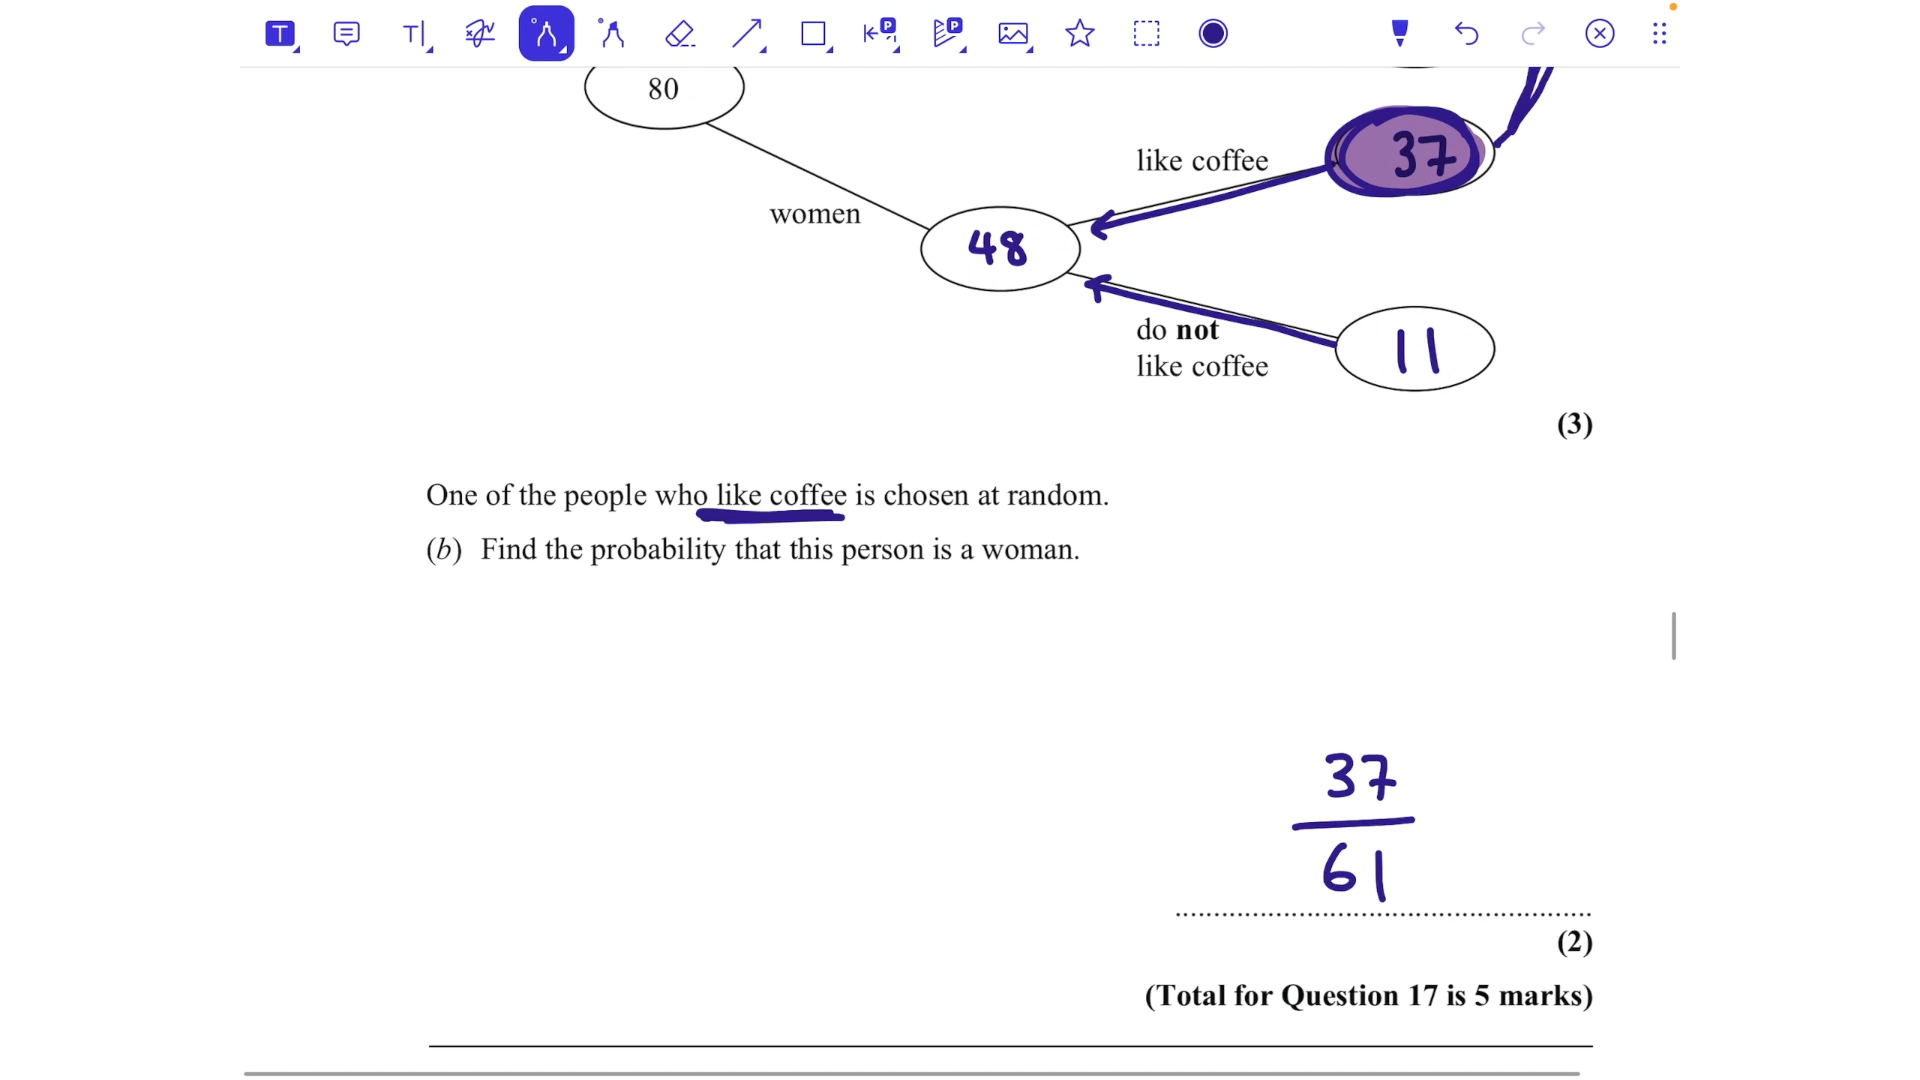 80
37
like coffee
women
48
do not
11
like coffee
(3)
One of the people who like coffee is chosen at random.
(b) Find the probability that this person is a woman.
37
61
(2)
(Total for Question 17 is 5 marks)